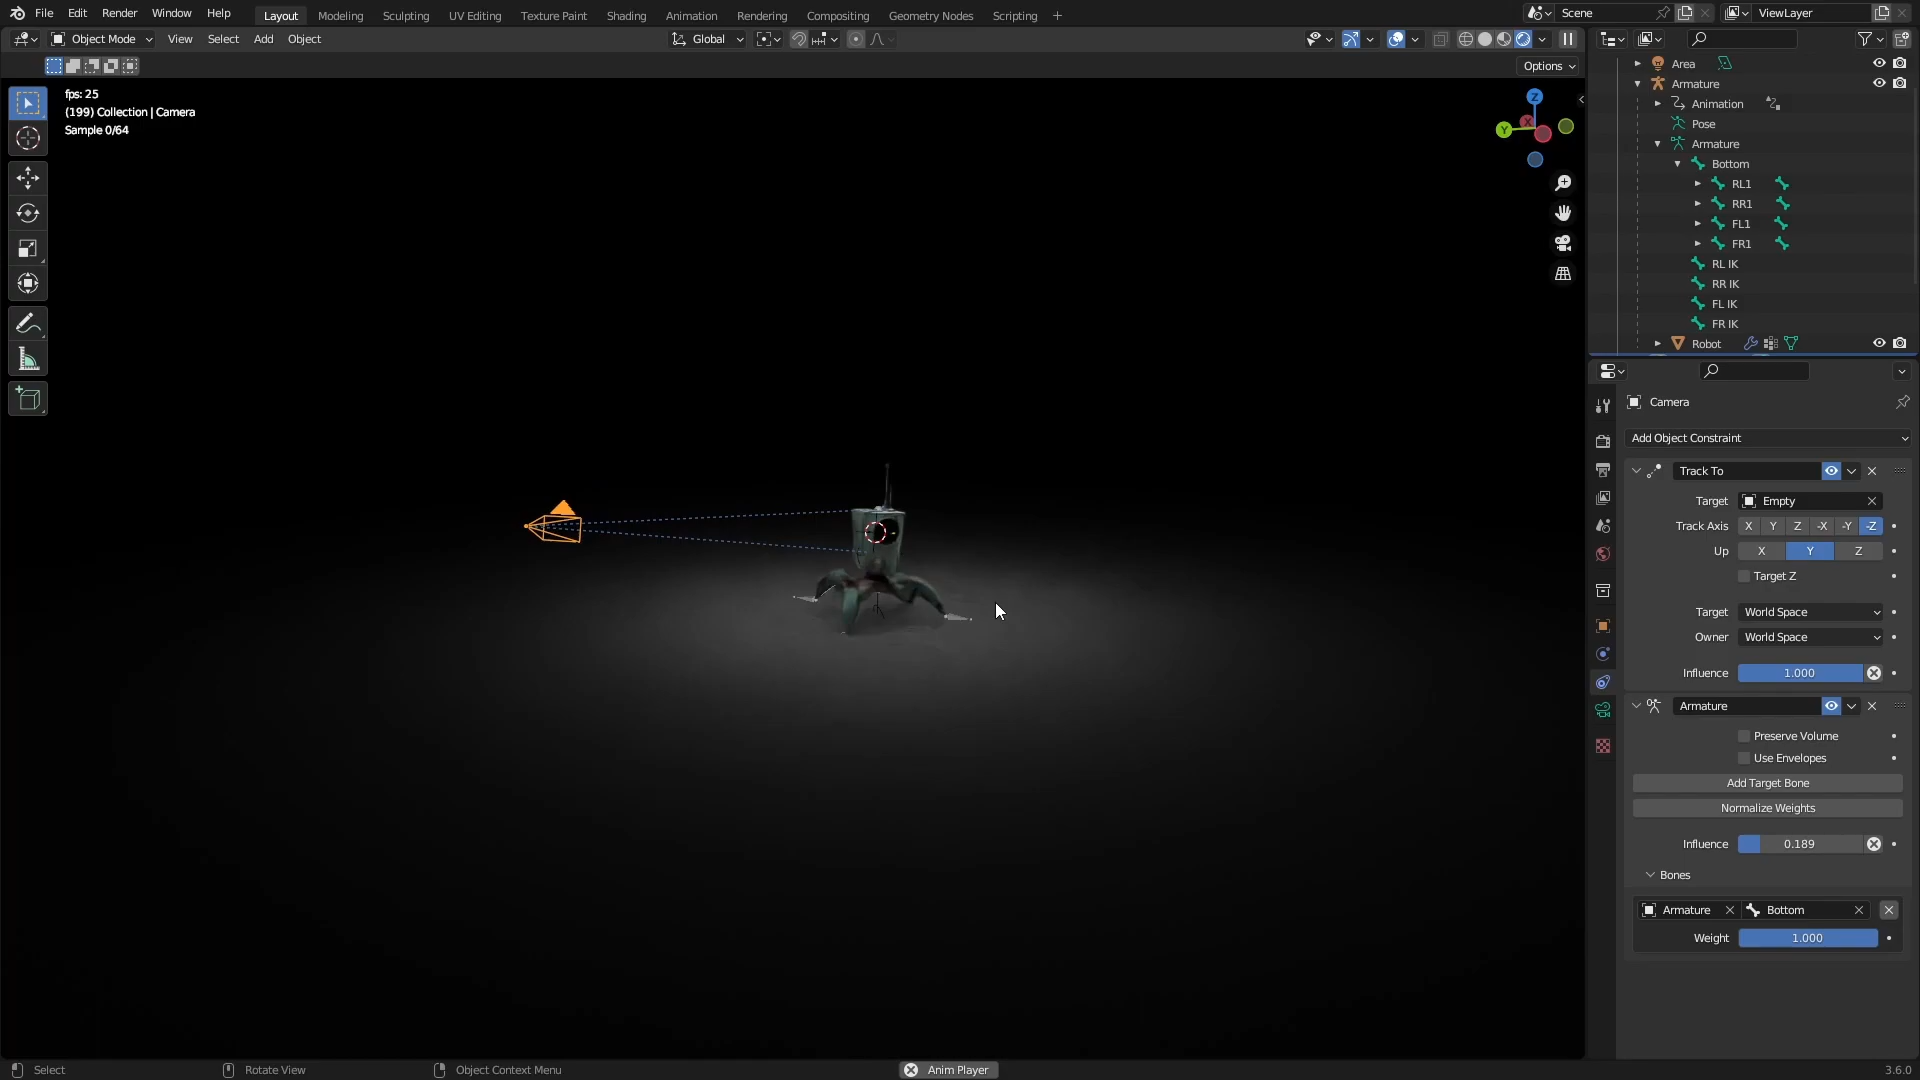 File Edit Render Window Help Layout Modeling Sculpting UV Editing Texture Paint Shading Animation Rendering Compositing Geometry Nodes Scripting + Scene ViewLayer
Object Mode View Select Add Object Global
Options
fps: 25
(199) Collection | Camera
Sample 0/64
Z
Y
X
Area
Armature
Animation
Pose
Armature
Bottom
RL1
RR1
FL1
FR1
RL IK
RR IK
FL IK
FR IK
Robot
Camera
Add Object Constraint
Track To
Target Empty
Track Axis X Y Z -X -Y -Z
Up X Y Z
Target Z
Target World Space
Owner World Space
Influence 1.000
Armature
Preserve Volume
Use Envelopes
Add Target Bone
Normalize Weights
Influence 0.189
Bones
Armature Bottom
Weight 1.000
Select Rotate View Object Context Menu Anim Player 3.6.0